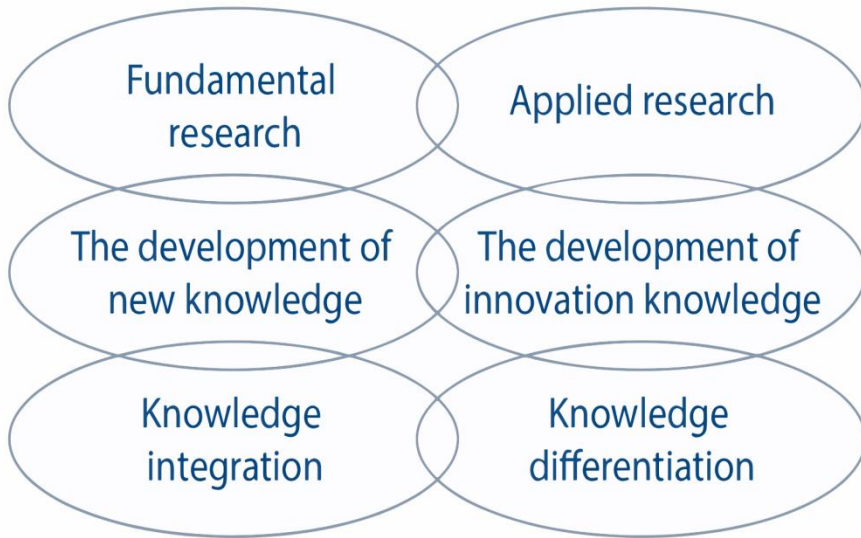 Fundamental
research
Applied research
The development of
new knowledge
The development of
innovation knowledge
Knowledge
integration
Knowledge
differentiation